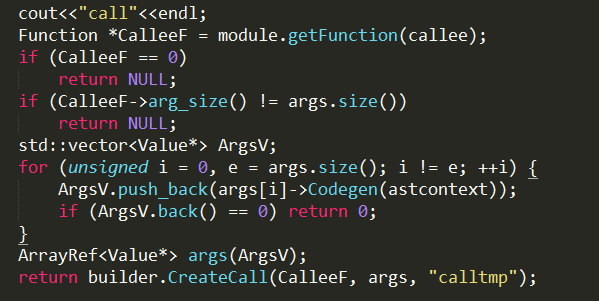 cout<<"call"<<endl;
Function *CalleeF = module.getFunction(callee);
if (CalleeF == 0)
    return NULL;
if (CalleeF->arg_size() != args.size())
    return NULL;
std::vector<Value*> ArgsV;
for (unsigned i = 0, e = args.size(); i != e; ++i) {
    ArgsV.push_back(args[i]->Codegen(astcontext));
    if (ArgsV.back() == 0) return 0;
}
ArrayRef<Value*> args(ArgsV);
return builder.CreateCall(CalleeF, args, "calltmp");